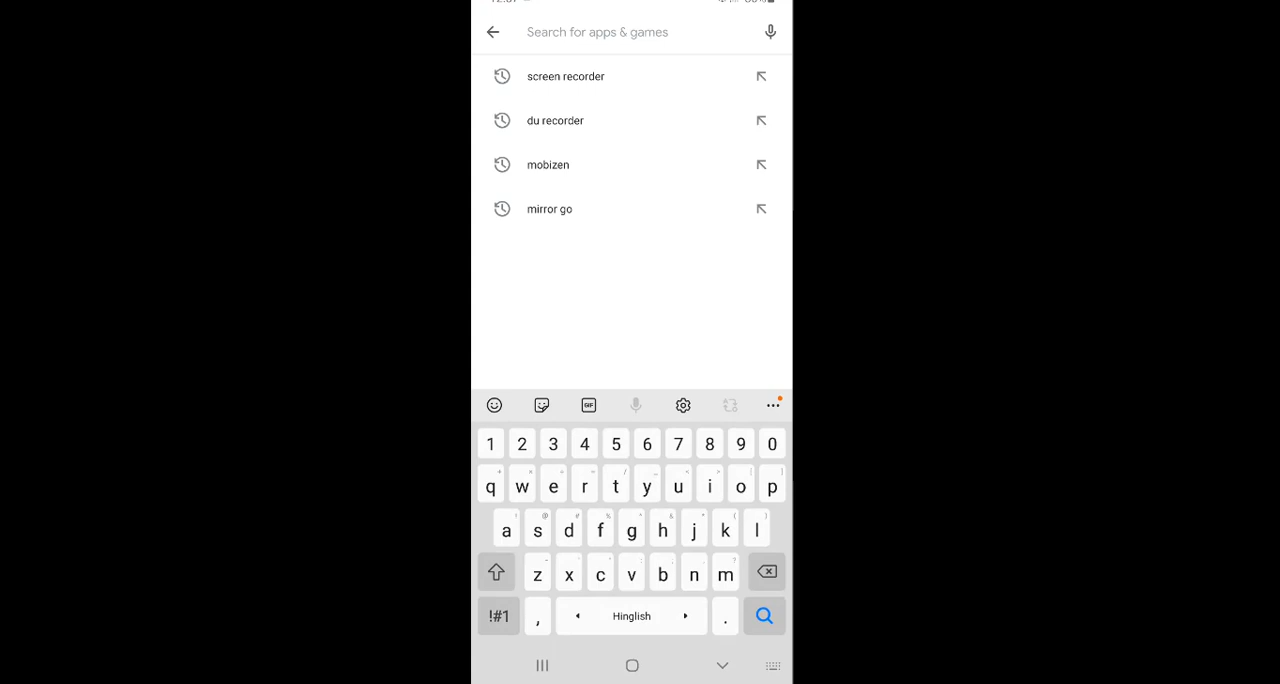 Search for apps & games
screen recorder
du recorder
mobizen
mirror go
GIF
1 2 3 4 5 6 7 8 9 0
q w e r t y u i o p
a s d f g h j k l
z x c v b n m
!#1 , Hinglish .